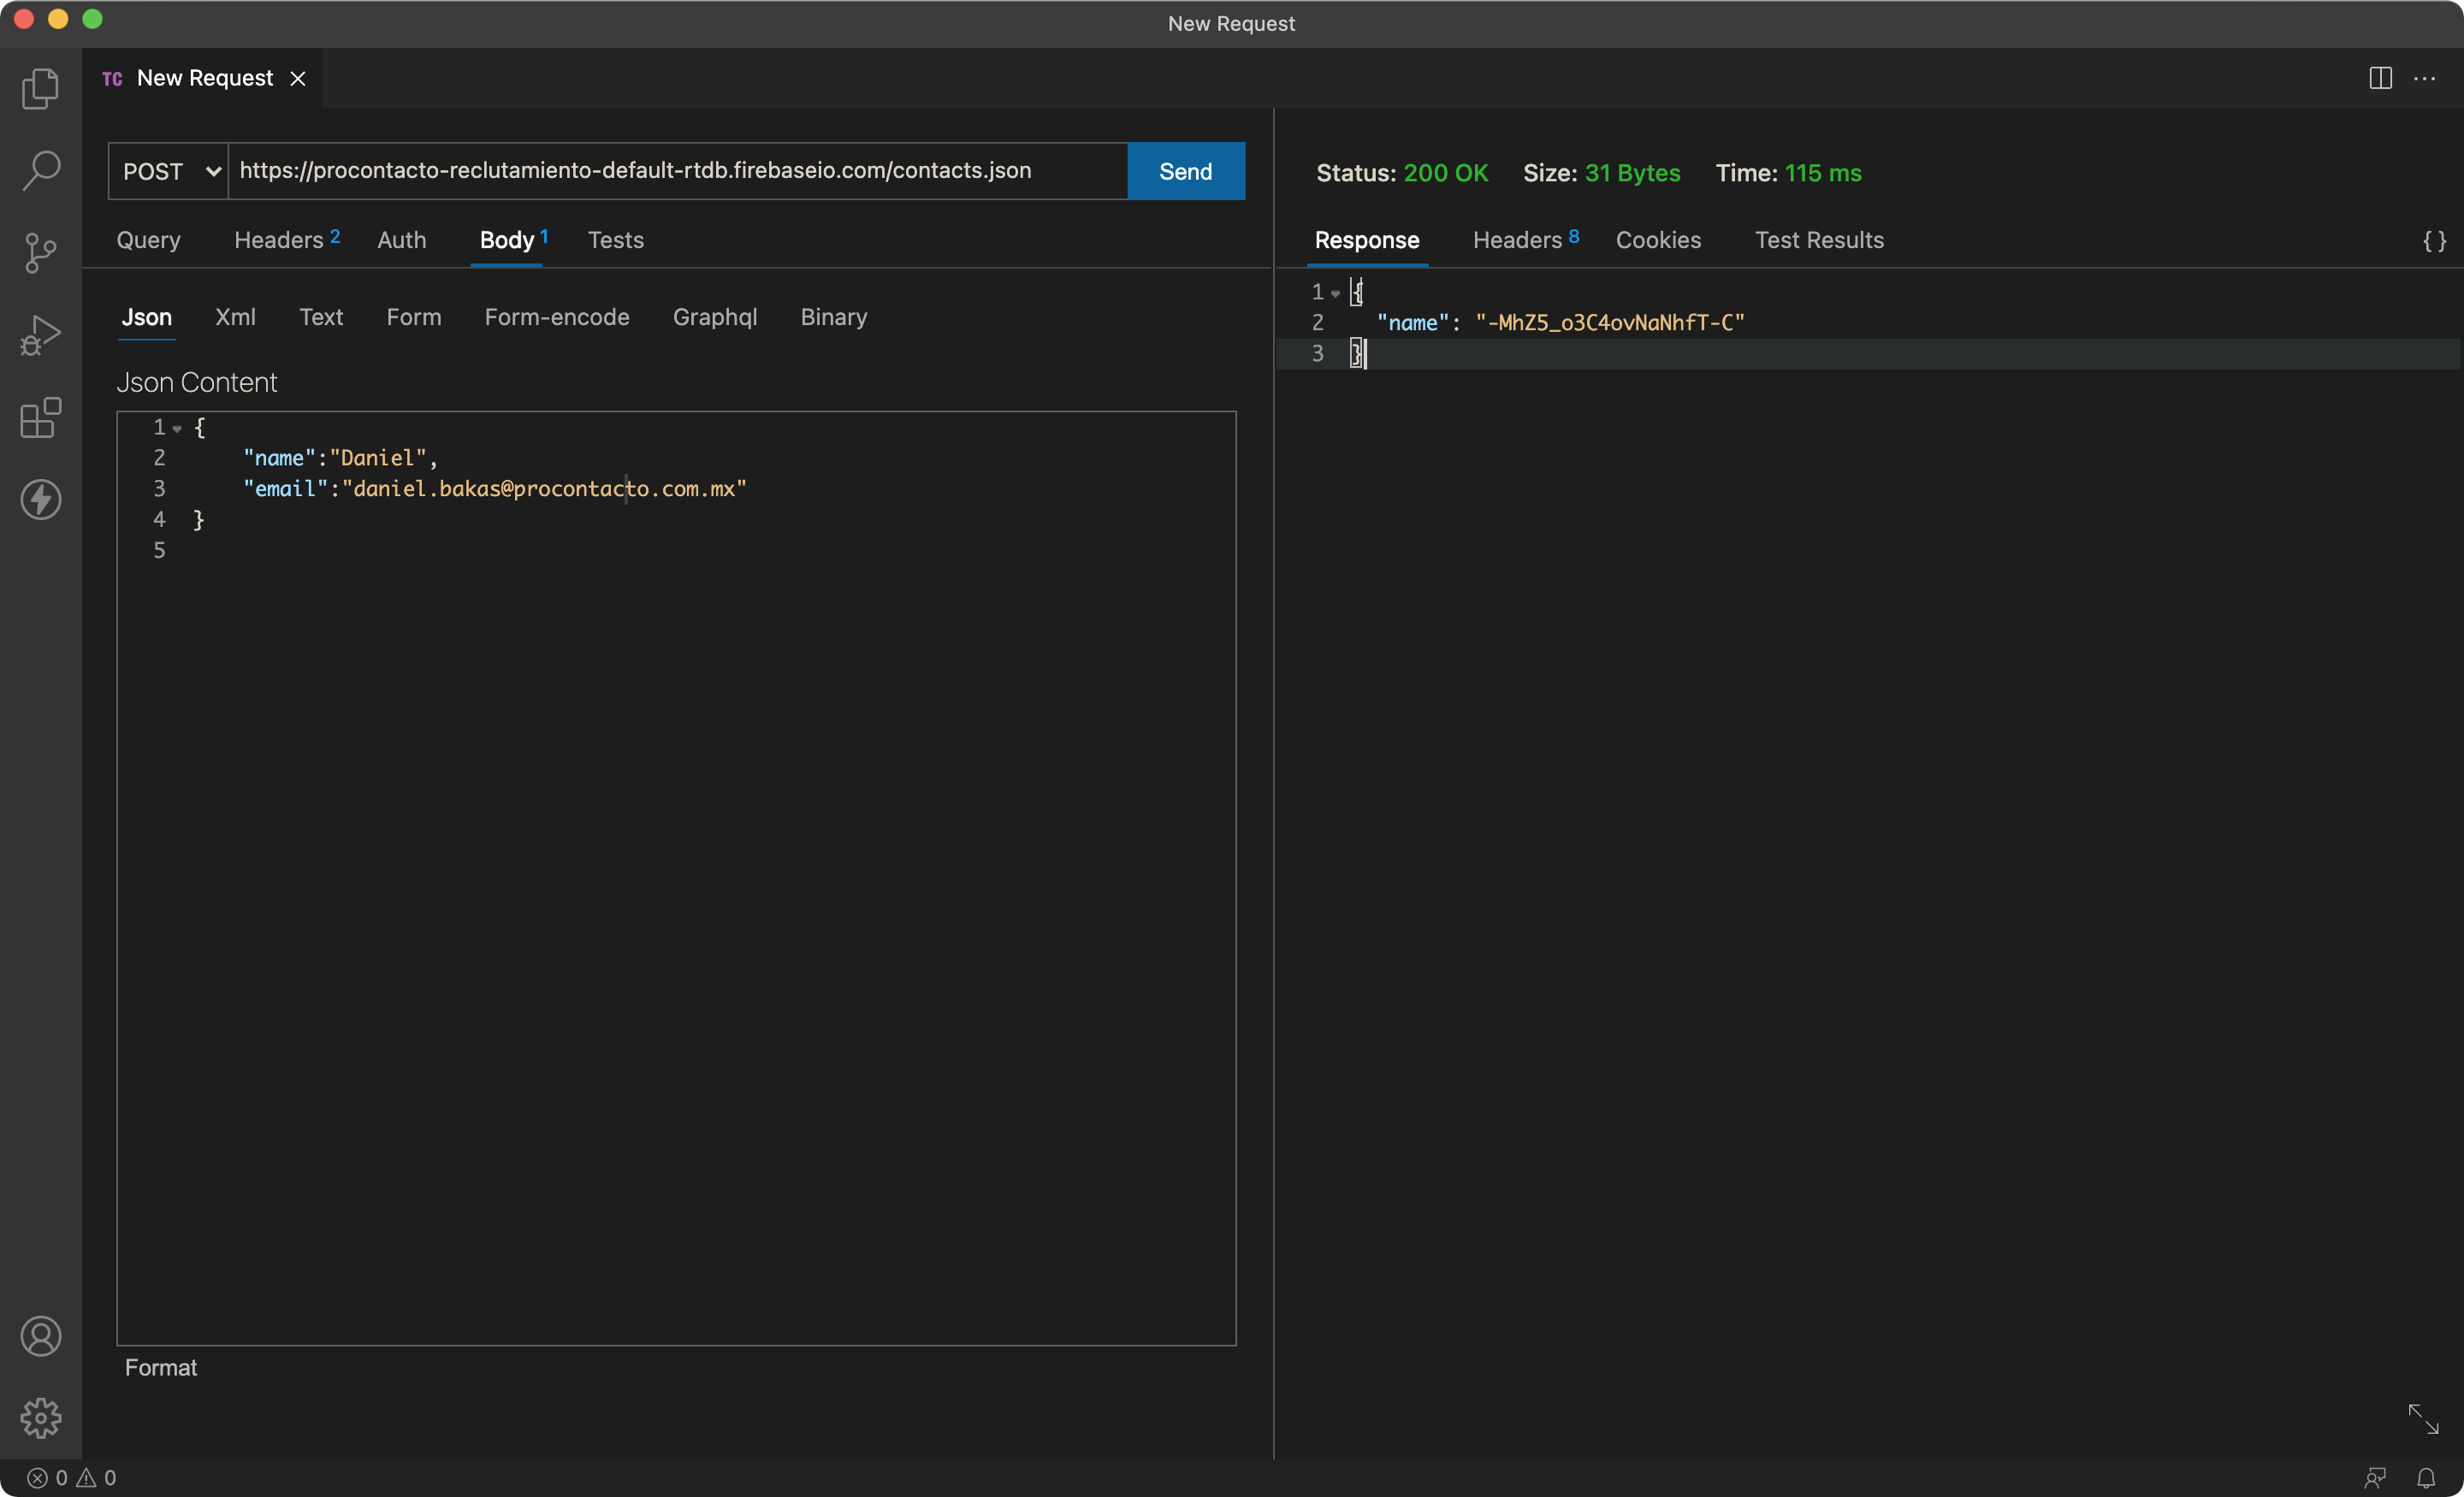 New Request
TC New Request
POST https://procontacto-reclutamiento-default-rtdb.firebaseio.com/contacts.json Send
Status: 200 OK Size: 31 Bytes Time: 115 ms
Query Headers 2 Auth Body 1 Tests
Response Headers 8 Cookies Test Results {}
Json Xml Text Form Form-encode Graphql Binary
Json Content
1 {
2 "name":"Daniel",
3 "email":"daniel.bakas@procontacto.com.mx"
4 }
5
1 {
2 "name": "-MhZ5_o3C4ovNaNhfT-C"
3 }
Format
0 0